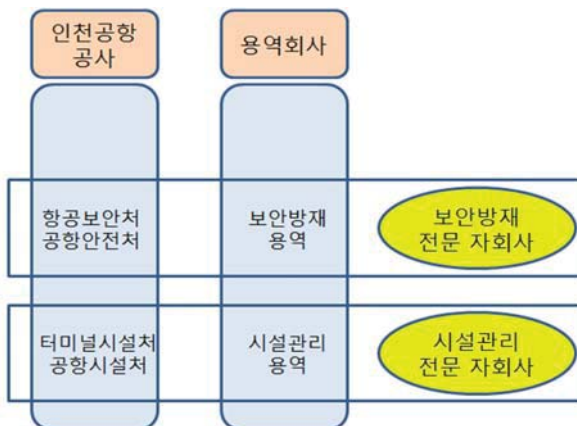 인천공항
공사
용역회사
항공보안처
공항안전처
보안방재
용역
보안방재
전문 자회사
터미널시설처
공항시설처
시설관리
용역
시설관리
전문 자회사